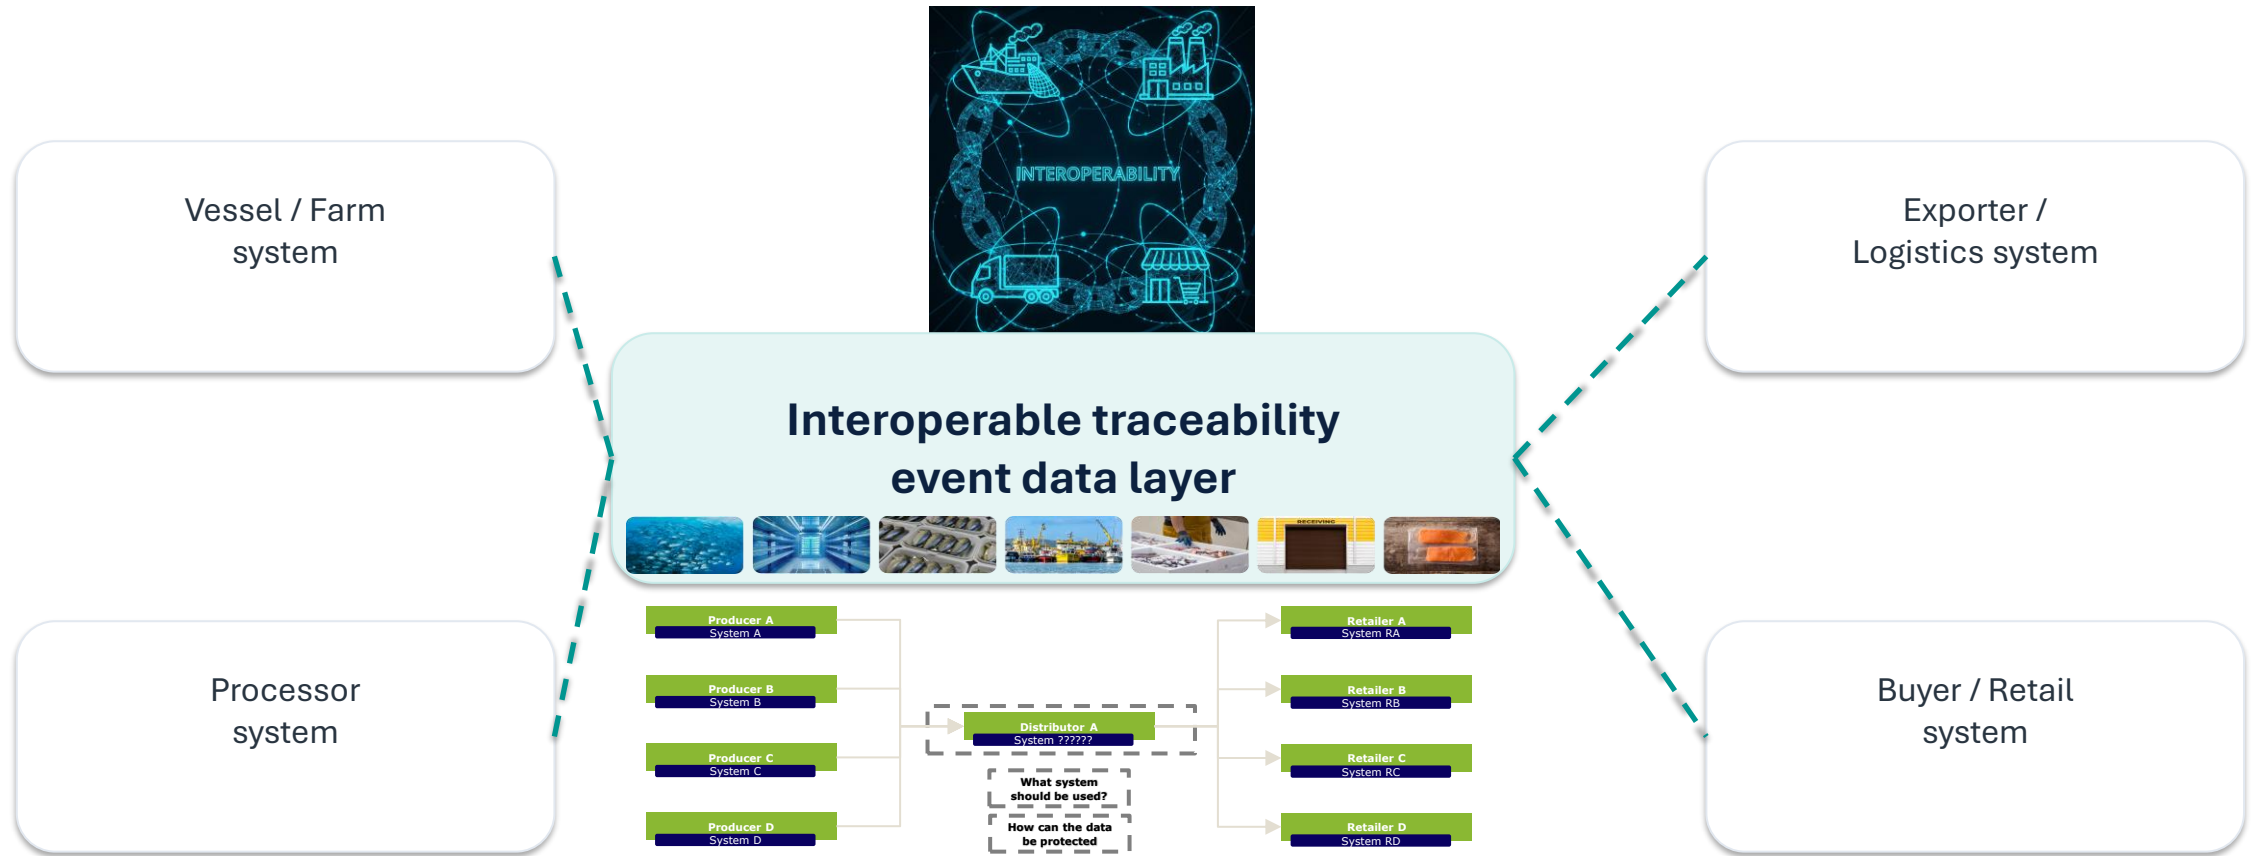 INTEROPERABILITY
Vessel / Farm
system
Exporter /
Logistics system
Interoperable traceability
event data layer
RECEIVING
Processor
system
Buyer / Retail
system
Producer A
System A
Producer B
System B
Producer C
System C
Producer D
System D
Distributor A
System ??????
What system
should be used?
How can the data
be protected
Retailer A
System RA
Retailer B
System RB
Retailer C
System RC
Retailer D
System RD